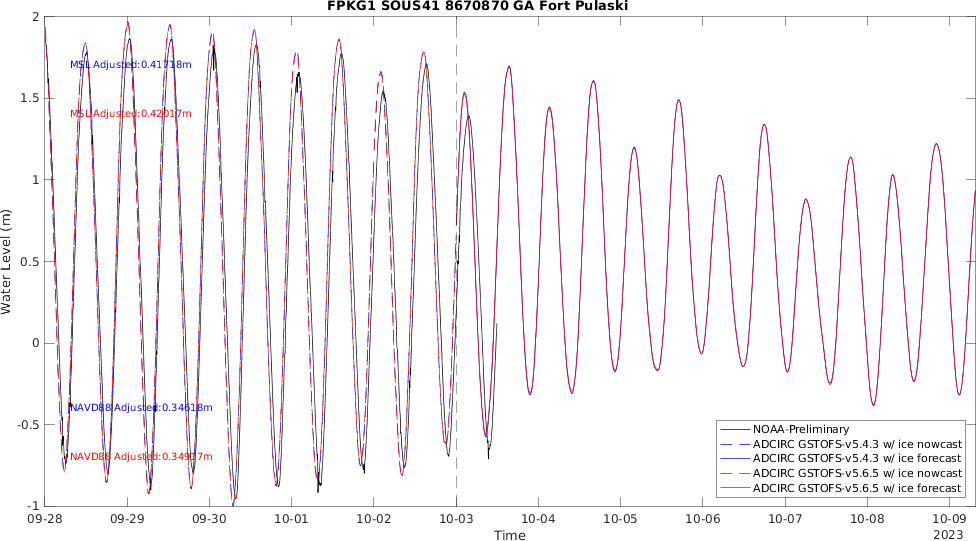 FPKG1 SOUS41 8670870 GA Fort Pulaski
2
1.5
1
0.5
0
-0.5
-1
Water Level (m)
MSL Adjusted:0.41718m
MSL Adjusted:0.42017m
NAVD88 Adjusted:0.34618m
NAVD88 Adjusted:0.34917m
NOAA-Preliminary
ADCIRC GSTOFS-v5.4.3 w/ ice nowcast
ADCIRC GSTOFS-v5.4.3 w/ ice forecast
ADCIRC GSTOFS-v5.6.5 w/ ice nowcast
ADCIRC GSTOFS-v5.6.5 w/ ice forecast
09-28 09-29 09-30 10-01 10-02 10-03 10-04 10-05 10-06 10-07 10-08 10-09
Time 2023